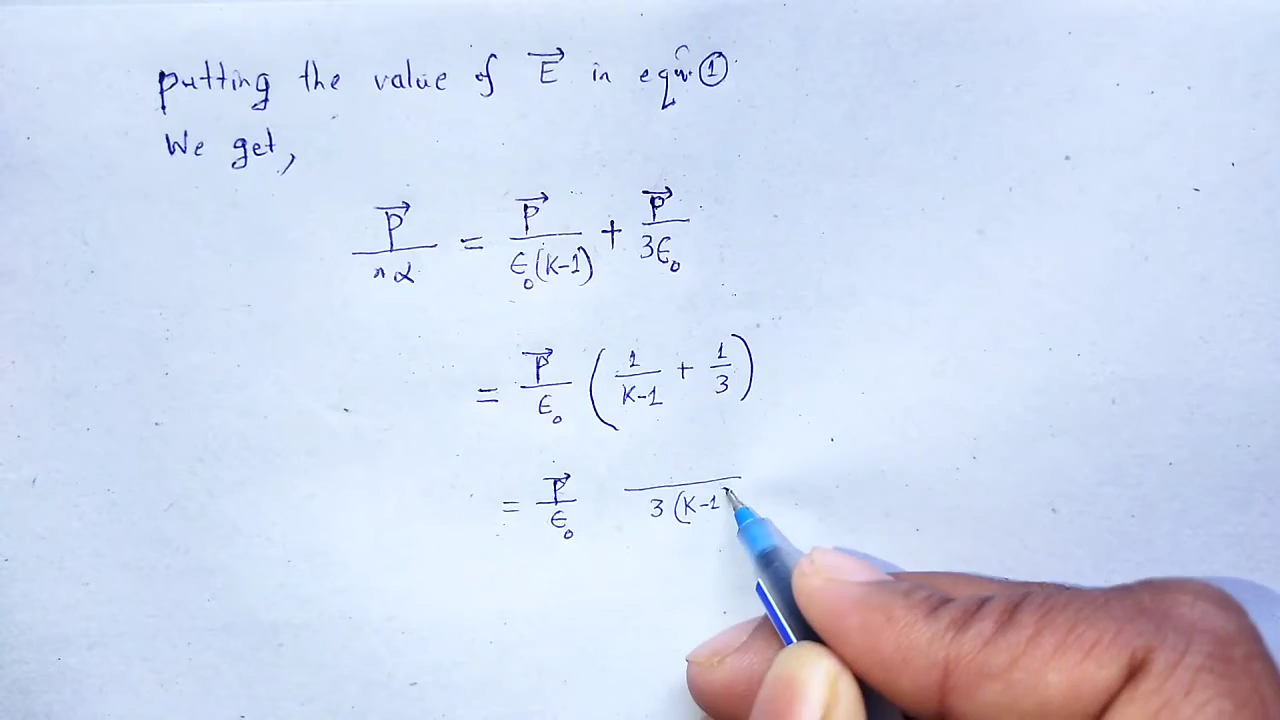 putting the value of E⃗ in eqn. ①
We get,
P⃗/nα = P⃗/ϵ₀(K-1) + P⃗/3ϵ₀
= P⃗/ϵ₀ (1/K-1 + 1/3)
= P⃗/ϵ₀ /3(K-1)